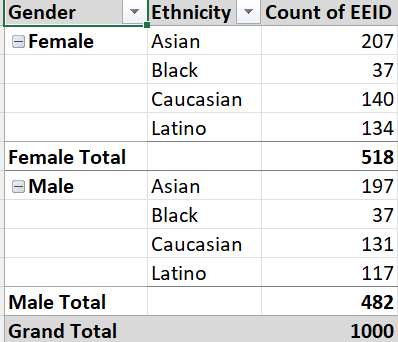 Gender Ethnicity Count of EEID
Female Asian 207
Black 37
Caucasian 140
Latino 134
Female Total 518
Male Asian 197
Black 37
Caucasian 131
Latino 117
Male Total 482
Grand Total 1000